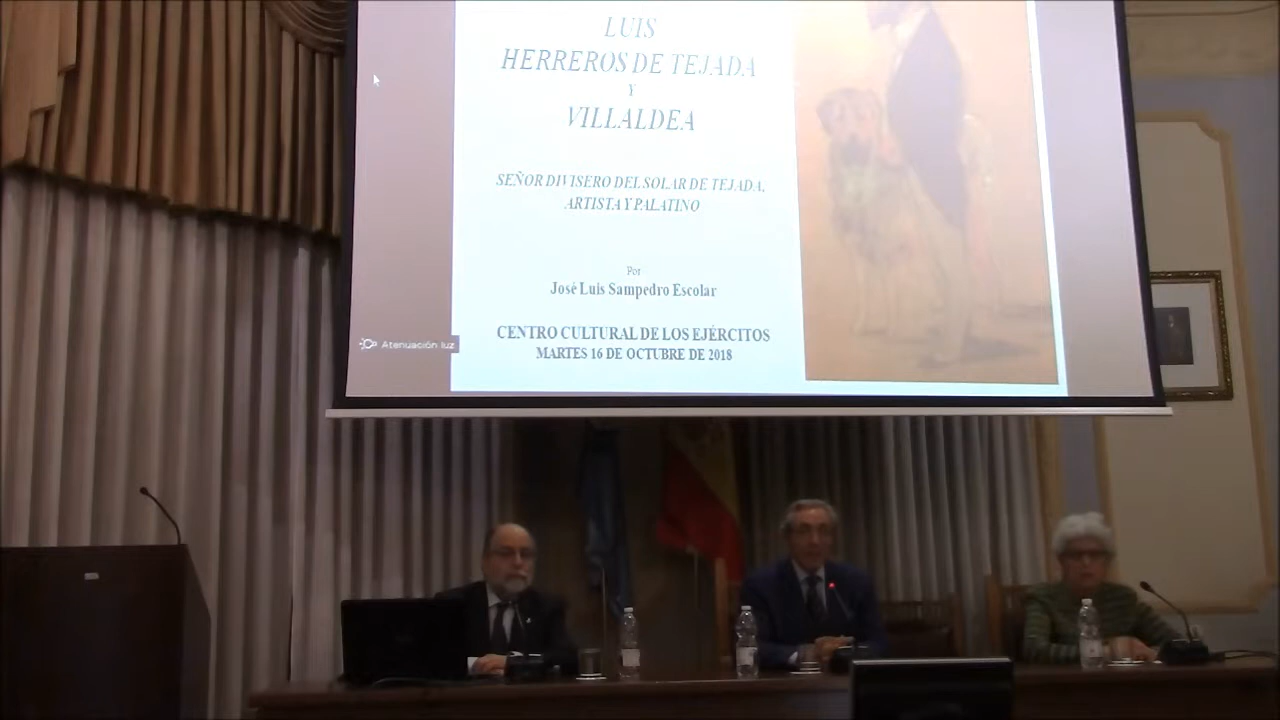 LUIS
HERREROS DE TEJADA
Y
VILLALDEA
SEÑOR DIVISERO DEL SOLAR DE TEJADA,
ARTISTA Y PALATINO
Por
José Luis Sampedro Escolar
CENTRO CULTURAL DE LOS EJÉRCITOS
MARTES 16 DE OCTUBRE DE 2018
Atenuación luz